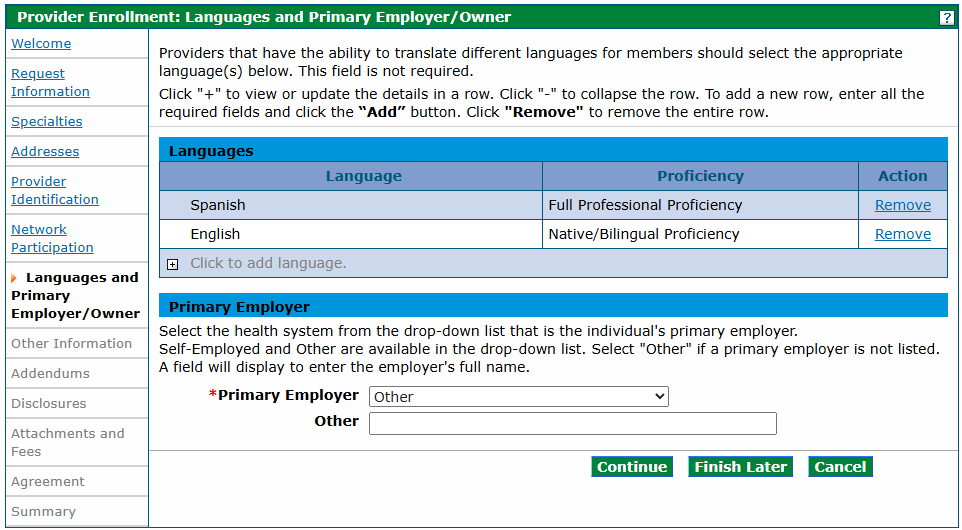 Provider Enrollment: Languages and Primary Employer/Owner
?
Welcome
Request
Information
Specialties
Addresses
Provider
Identification
Network
Participation
Languages and
Primary
Employer/Owner
Other Information
Addendums
Disclosures
Attachments and
Fees
Agreement
Summary
Providers that have the ability to translate different languages for members should select the appropriate
language(s) below. This field is not required.
Click "+" to view or update the details in a row. Click "-" to collapse the row. To add a new row, enter all the
required fields and click the “Add” button. Click "Remove" to remove the entire row.
Languages
Language Proficiency Action
Spanish Full Professional Proficiency Remove
English Native/Bilingual Proficiency Remove
+ Click to add language.
Primary Employer
Select the health system from the drop-down list that is the individual's primary employer.
Self-Employed and Other are available in the drop-down list. Select "Other" if a primary employer is not listed.
A field will display to enter the employer's full name.
*Primary Employer Other
Other
Continue Finish Later Cancel